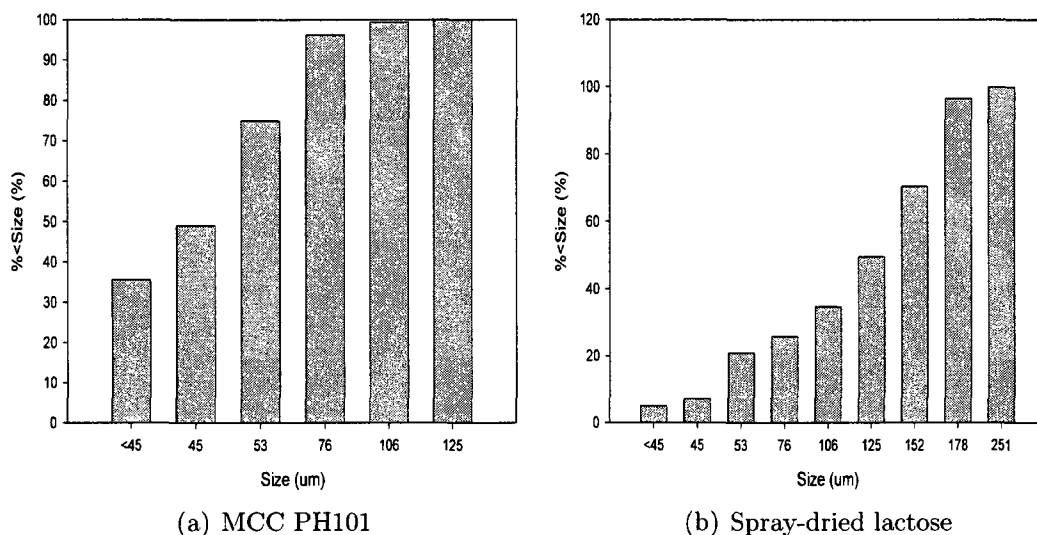 %<Size (%)
100
90
80
70
60
50
40
30
20
10
0
<45 45 53 76 106 125
Size (um)
(a) MCC PH101
%<Size (%)
120
100
80
60
40
20
0
<45 45 53 76 106 125 152 178 251
Size (um)
(b) Spray-dried lactose